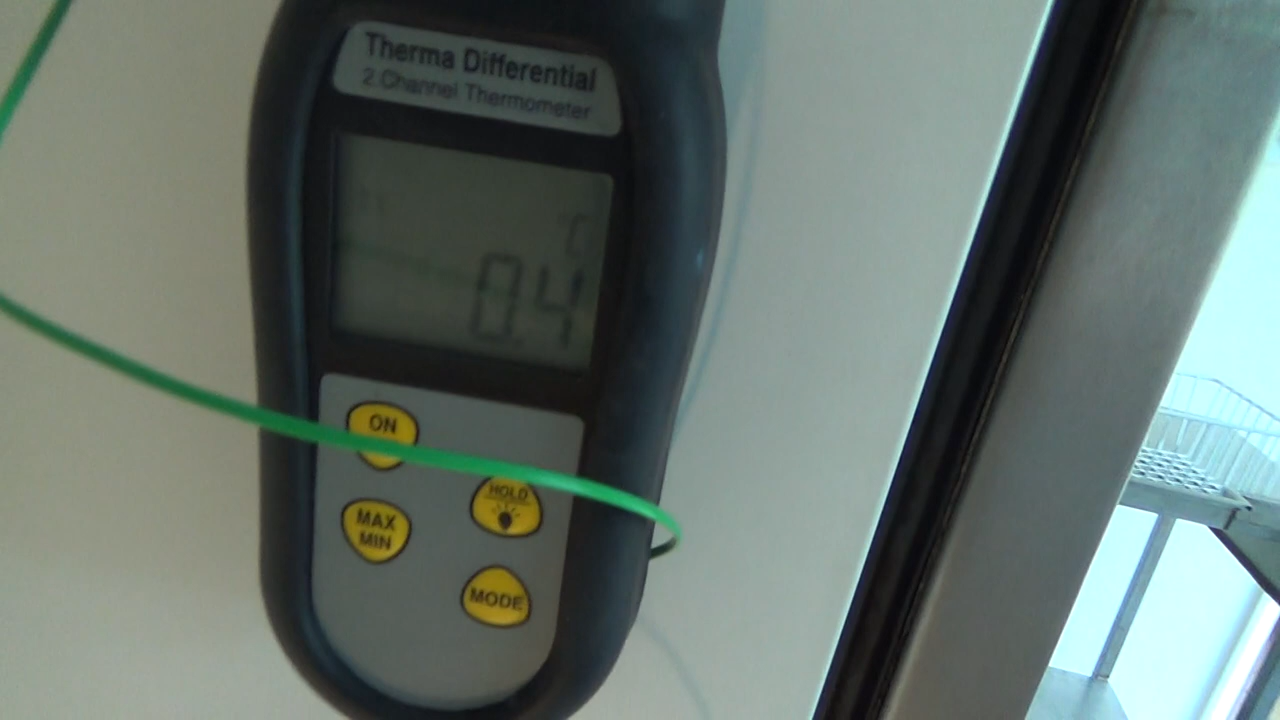 Therma Differential
2 Channel Thermometer
°C
0.4
ON
HOLD
MAX
MIN
MODE